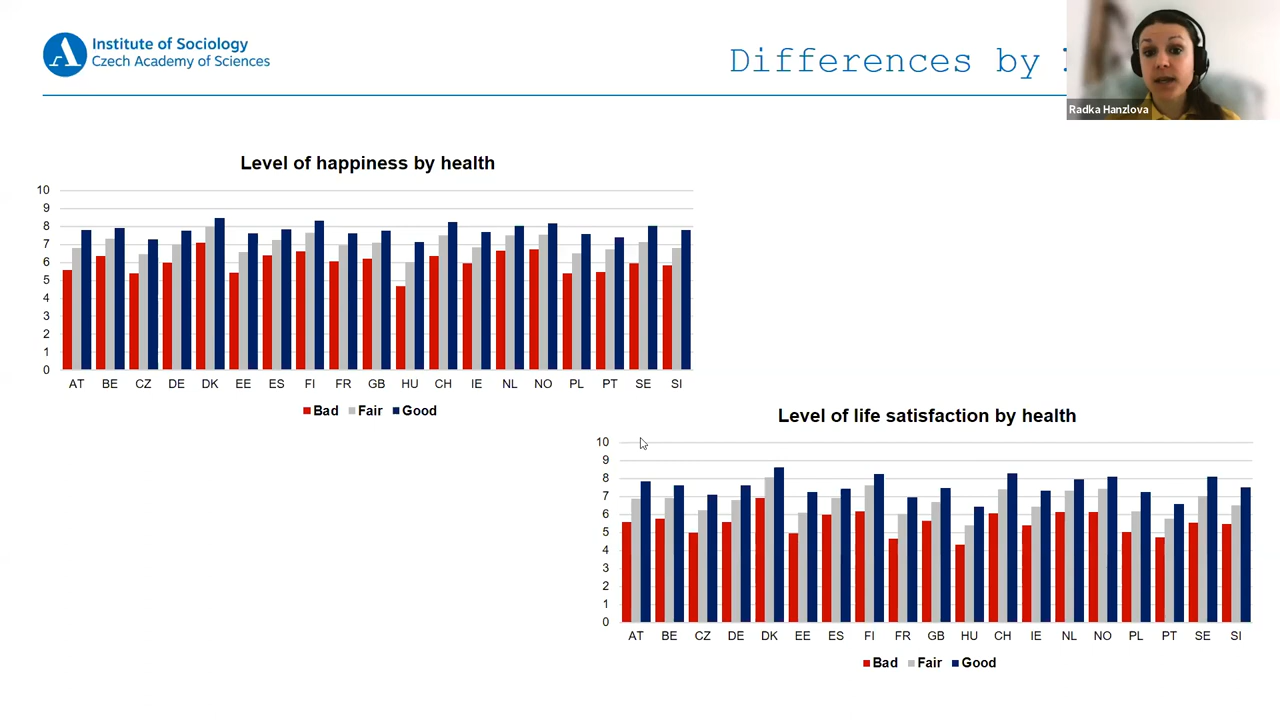 Institute of Sociology
Czech Academy of Sciences
Differences by
Radka Hanzlova
Level of happiness by health
10
9
8
7
6
5
4
3
2
1
0
AT BE CZ DE DK EE ES FI FR GB HU CH IE NL NO PL PT SE SI
Bad Fair Good
Level of life satisfaction by health
10
9
8
7
6
5
4
3
2
1
0
AT BE CZ DE DK EE ES FI FR GB HU CH IE NL NO PL PT SE SI
Bad Fair Good